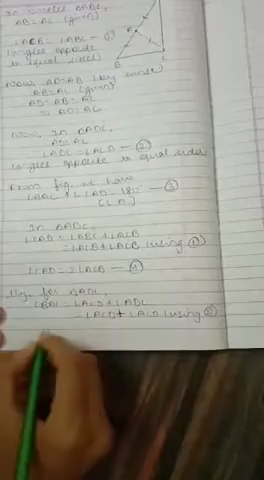 In isosceles ΔABC,
AB=AC (given)
∠ACB = ∠ABC - ①
(angles opposite
to equal sides)
Now AD=AB (by const)
AB=AC (given)
AD=AB=AC
⇒ AD=AC
Now, In ΔADC,
AD=AC
∠ADC = ∠ACD - ②
(angles opposite to equal sides)
From fig. we have
∠BAC + ∠CAD = 180° - ③
(L.A)
In ΔABC,
∠CAD = ∠ABC + ∠ACB
= ∠ACB + ∠ACB (using ①)
∠CAD = 2∠ACB - ④
lly, for ΔADC,
∠BAC = ∠ACD + ∠ADC
= ∠ACD + ∠ACD (using ②)
A
B
C